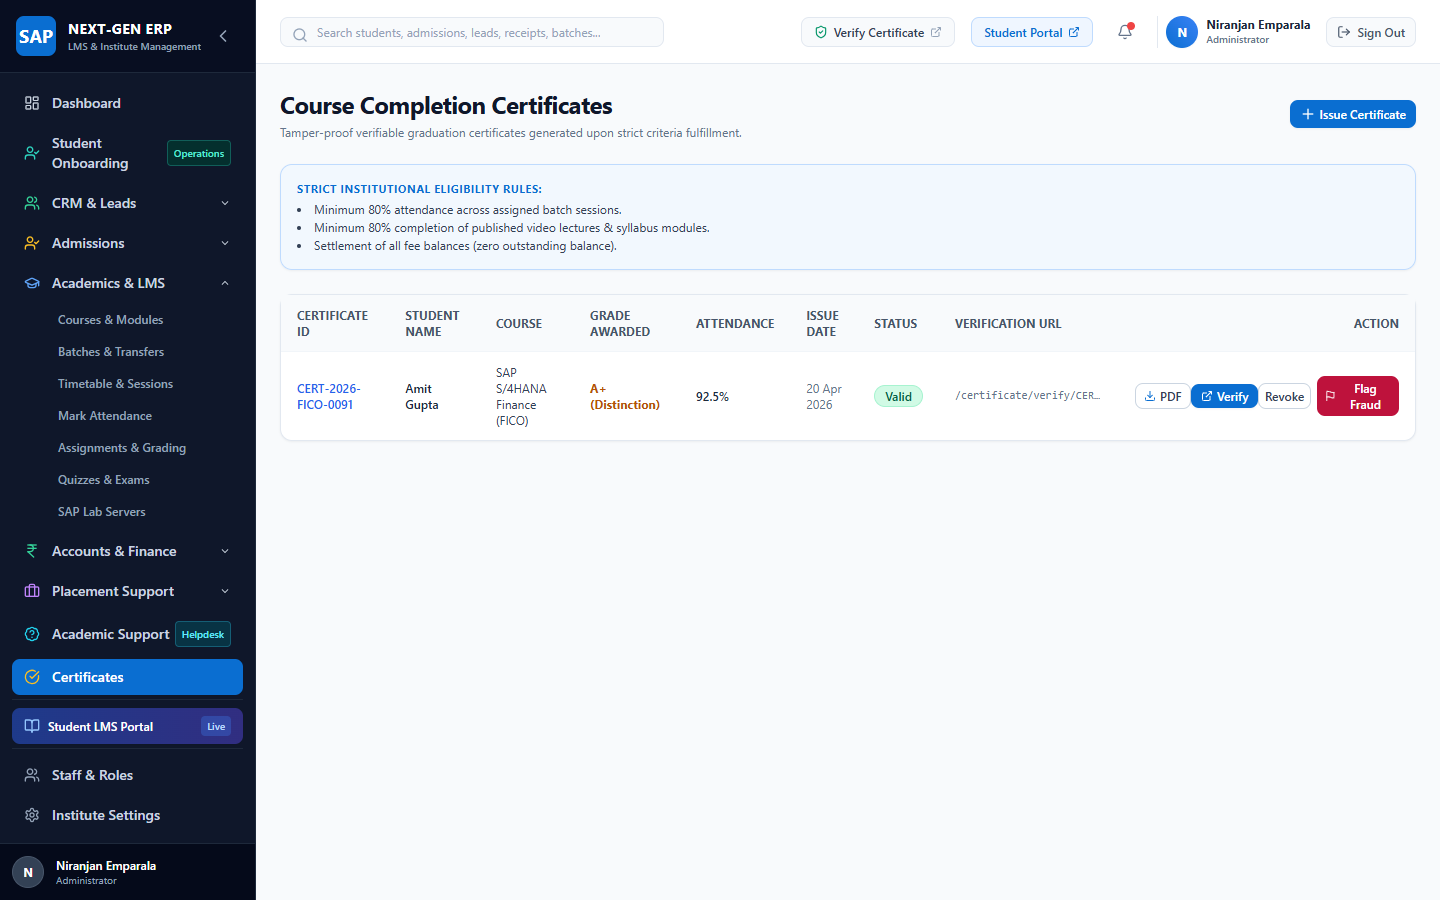 SAP
NEXT-GEN ERP
LMS & Institute Management
Dashboard
Student
Onboarding
Operations
CRM & Leads
Admissions
Academics & LMS
Courses & Modules
Batches & Transfers
Timetable & Sessions
Mark Attendance
Assignments & Grading
Quizzes & Exams
SAP Lab Servers
Accounts & Finance
Placement Support
Academic Support
Helpdesk
Certificates
Student LMS Portal
Live
Staff & Roles
Institute Settings
N
Niranjan Emparala
Administrator
Search students, admissions, leads, receipts, batches...
Verify Certificate
Student Portal
N
Niranjan Emparala
Administrator
Sign Out
Course Completion Certificates
Tamper-proof verifiable graduation certificates generated upon strict criteria fulfillment.
Issue Certificate
STRICT INSTITUTIONAL ELIGIBILITY RULES:
• Minimum 80% attendance across assigned batch sessions.
• Minimum 80% completion of published video lectures & syllabus modules.
• Settlement of all fee balances (zero outstanding balance).
CERTIFICATE
ID
STUDENT
NAME
COURSE
GRADE
AWARDED
ATTENDANCE
ISSUE
DATE
STATUS
VERIFICATION URL
ACTION
CERT-2026-
FICO-0091
Amit
Gupta
SAP
S/4HANA
Finance
(FICO)
A+
(Distinction)
92.5%
20 Apr
2026
Valid
/certificate/verify/CER…
PDF
Verify
Revoke
Flag
Fraud